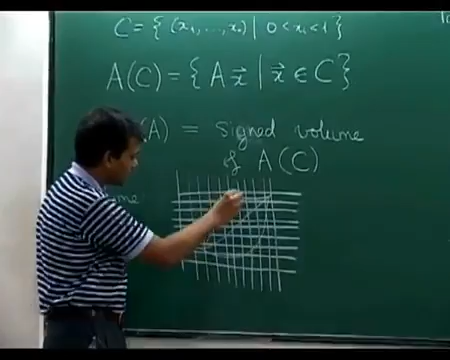 C = { (x₁, ..., xₙ) | 0 < xᵢ < 1 }
A(C) = { A x⃗ | x⃗ ∈ C }
(A) = signed volume
of A(C)